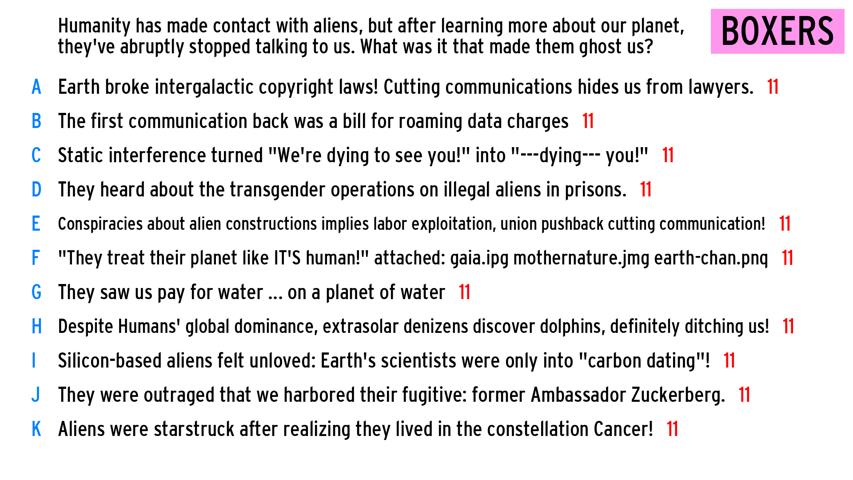 Humanity has made contact with aliens, but after learning more about our planet,
they've abruptly stopped talking to us. What was it that made them ghost us?
BOXERS
A Earth broke intergalactic copyright laws! Cutting communications hides us from lawyers. 11
B The first communication back was a bill for roaming data charges 11
C Static interference turned "We're dying to see you!" into "---dying--- you!" 11
D They heard about the transgender operations on illegal aliens in prisons. 11
E Conspiracies about alien constructions implies labor exploitation, union pushback cutting communication! 11
F "They treat their planet like IT'S human!" attached: gaia.ipg mothernature.jmg earth-chan.pnq 11
G They saw us pay for water ... on a planet of water 11
H Despite Humans' global dominance, extrasolar denizens discover dolphins, definitely ditching us! 11
I Silicon-based aliens felt unloved: Earth's scientists were only into "carbon dating"! 11
J They were outraged that we harbored their fugitive: former Ambassador Zuckerberg. 11
K Aliens were starstruck after realizing they lived in the constellation Cancer! 11